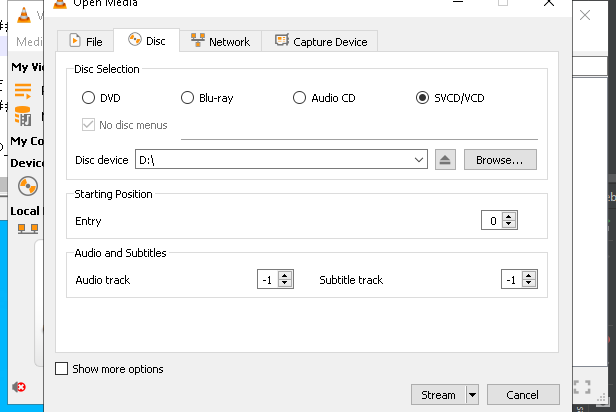 Open Media
Medi
File
Disc
Network
Capture Device
My Vi
Disc Selection
DVD
Blu-ray
Audio CD
SVCD/VCD
No disc menus
My Co
Device
Disc device
D:\
Browse...
Starting Position
Local
Entry
0
Audio and Subtitles
Audio track
-1
Subtitle track
-1
Show more options
Stream
Cancel